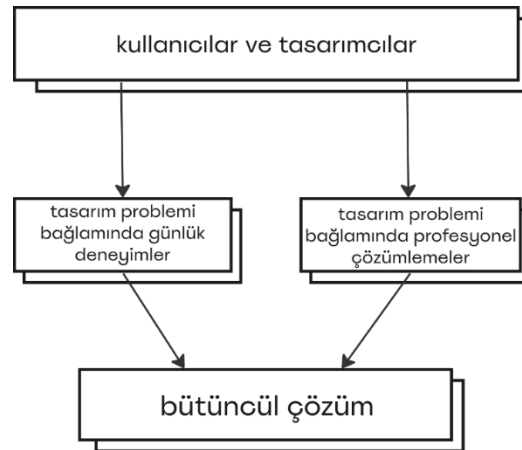 kullanıcılar ve tasarımcılar
tasarım problemi
bağlamında günlük
deneyimler
tasarım problemi
bağlamında profesyonel
çözümlemeler
bütüncül çözüm